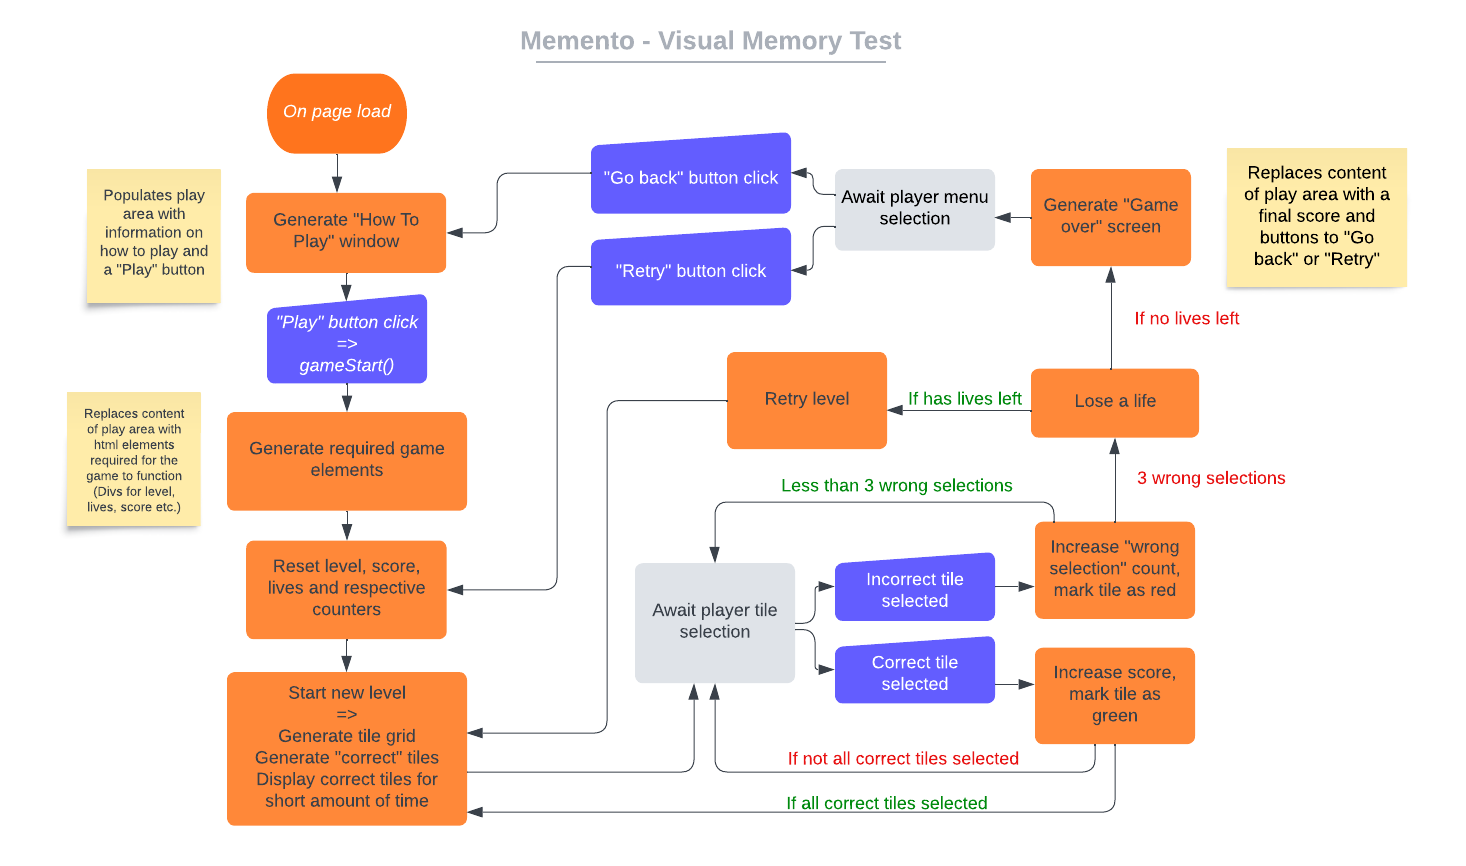 Memento - Visual Memory Test
On page load
Populates play
area with
information on
how to play and
a "Play" button
Generate "How To
Play" window
"Go back" button click
"Retry" button click
Await player menu
selection
Generate "Game
over" screen
Replaces content
of play area with a
final score and
buttons to "Go
back" or "Retry"
"Play" button click
=>
gameStart()
If no lives left
Retry level
If has lives left
Lose a life
Replaces content
of play area with
html elements
required for the
game to function
(Divs for level,
lives, score etc.)
Generate required game
elements
Less than 3 wrong selections
3 wrong selections
Reset level, score,
lives and respective
counters
Await player tile
selection
Incorrect tile
selected
Increase "wrong
selection" count,
mark tile as red
Correct tile
selected
Increase score,
mark tile as
green
Start new level
=>
Generate tile grid
Generate "correct" tiles
Display correct tiles for
short amount of time
If not all correct tiles selected
If all correct tiles selected